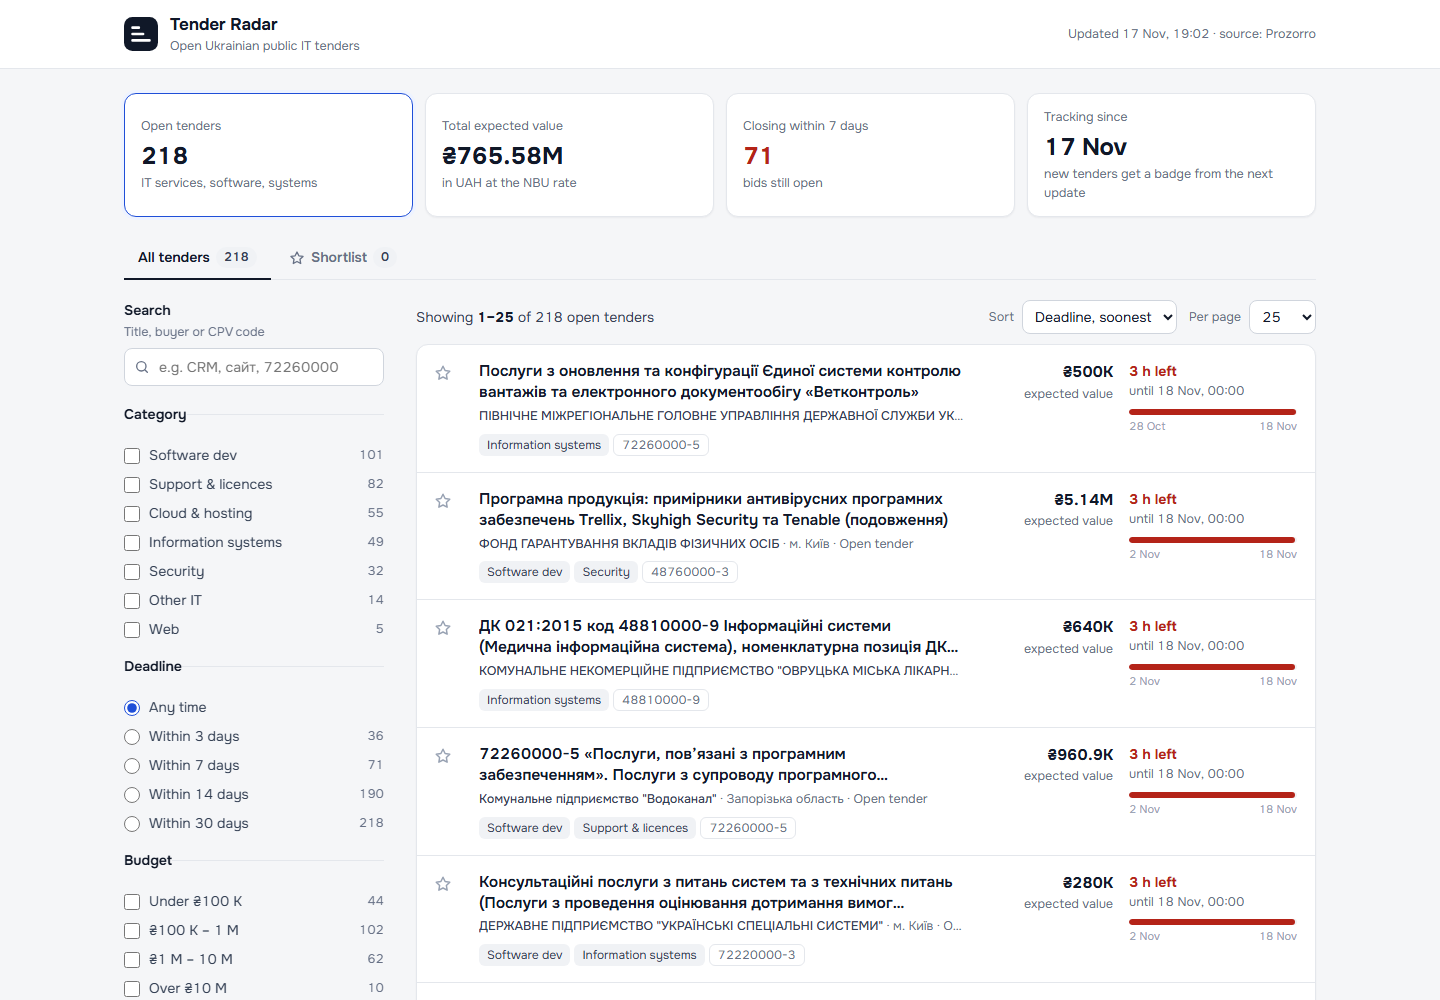 Tender Radar
Open Ukrainian public IT tenders
Updated 17 Nov, 19:02 · source: Prozorro
Open tenders
218
IT services, software, systems
Total expected value
₴765.58M
in UAH at the NBU rate
Closing within 7 days
71
bids still open
Tracking since
17 Nov
new tenders get a badge from the next
update
All tenders 218
Shortlist 0
Search
Title, buyer or CPV code
e.g. CRM, сайт, 72260000
Category
Software dev 101
Support & licences 82
Cloud & hosting 55
Information systems 49
Security 32
Other IT 14
Web 5
Deadline
Any time
Within 3 days 36
Within 7 days 71
Within 14 days 190
Within 30 days 218
Budget
Under ₴100 K 44
₴100 K – 1 M 102
₴1 M – 10 M 62
Over ₴10 M 10
Showing 1–25 of 218 open tenders
Sort Deadline, soonest Per page 25
Послуги з оновлення та конфігурації Єдиної системи контролю
вантажів та електронного документообігу «Ветконтроль»
ПІВНІЧНЕ МІЖРЕГІОНАЛЬНЕ ГОЛОВНЕ УПРАВЛІННЯ ДЕРЖАВНОЇ СЛУЖБИ УК...
Information systems 72260000-5
₴500K
expected value
3 h left
until 18 Nov, 00:00
28 Oct 18 Nov
Програмна продукція: примірники антивірусних програмних
забезпечень Trellix, Skyhigh Security та Tenable (подовження)
ФОНД ГАРАНТУВАННЯ ВКЛАДІВ ФІЗИЧНИХ ОСІБ · м. Київ · Open tender
Software dev Security 48760000-3
₴5.14M
expected value
3 h left
until 18 Nov, 00:00
2 Nov 18 Nov
ДК 021:2015 код 48810000-9 Інформаційні системи
(Медична інформаційна система), номенклатурна позиція ДК...
КОМУНАЛЬНЕ НЕКОМЕРЦІЙНЕ ПІДПРИЄМСТВО "ОВРУЦЬКА МІСЬКА ЛІКАРН...
Information systems 48810000-9
₴640K
expected value
3 h left
until 18 Nov, 00:00
2 Nov 18 Nov
72260000-5 «Послуги, пов’язані з програмним
забезпеченням». Послуги з супроводу програмного...
Комунальне підприємство "Водоканал" · Запорізька область · Open tender
Software dev Support & licences 72260000-5
₴960.9K
expected value
3 h left
until 18 Nov, 00:00
2 Nov 18 Nov
Консультаційні послуги з питань систем та з технічних питань
(Послуги з проведення оцінювання дотримання вимог...
ДЕРЖАВНЕ ПІДПРИЄМСТВО "УКРАЇНСЬКІ СПЕЦІАЛЬНІ СИСТЕМИ" · м. Київ · O...
Software dev Information systems 72220000-3
₴280K
expected value
3 h left
until 18 Nov, 00:00
2 Nov 18 Nov